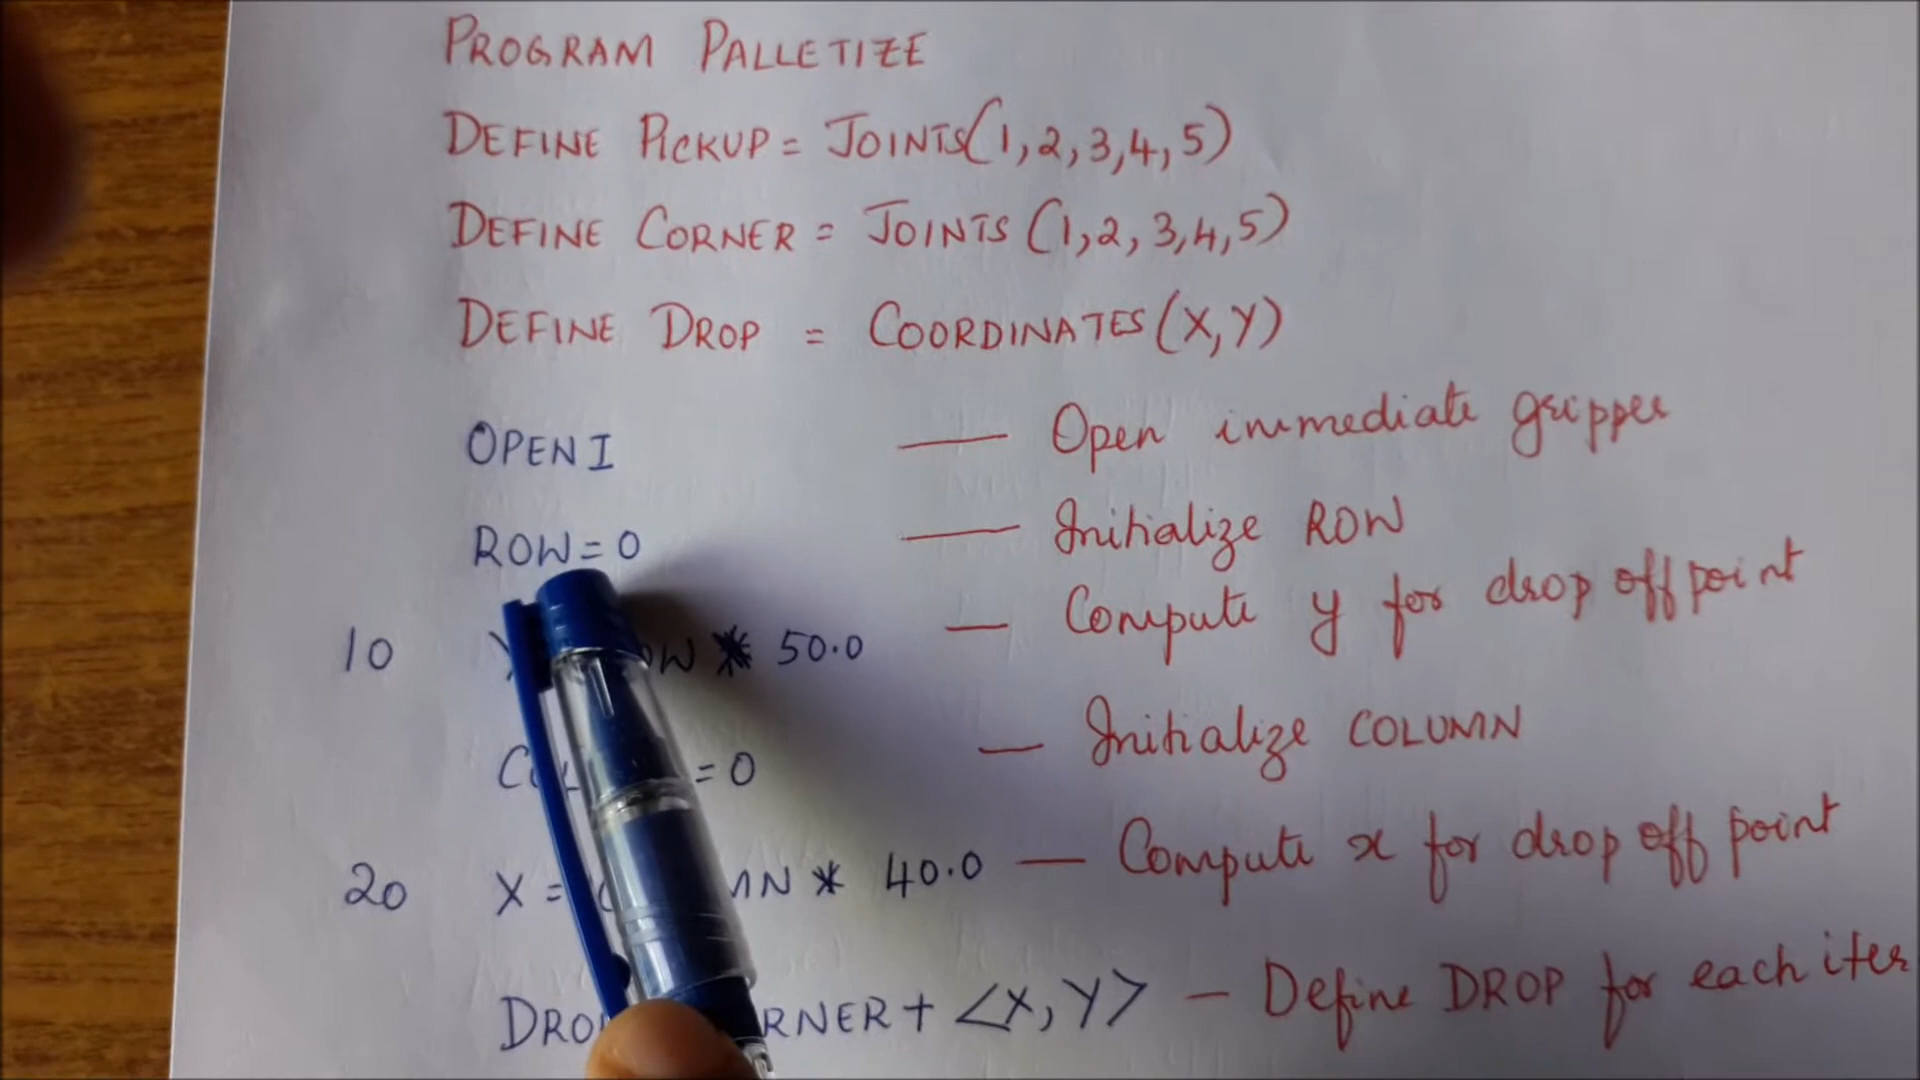 PROGRAM PALLETIZE
DEFINE PICKUP = JOINTS(1,2,3,4,5)
DEFINE CORNER = JOINTS (1,2,3,4,5)
DEFINE DROP = COORDINATES(X,Y)
OPENI — Open immediate gripper
ROW=0 — Initialize ROW
10 * 50.0 — Compute y for drop off point
=0 — Initialize COLUMN
20 X = * 40.0 — Compute x for drop off point
+ <X,Y> — Define DROP for each